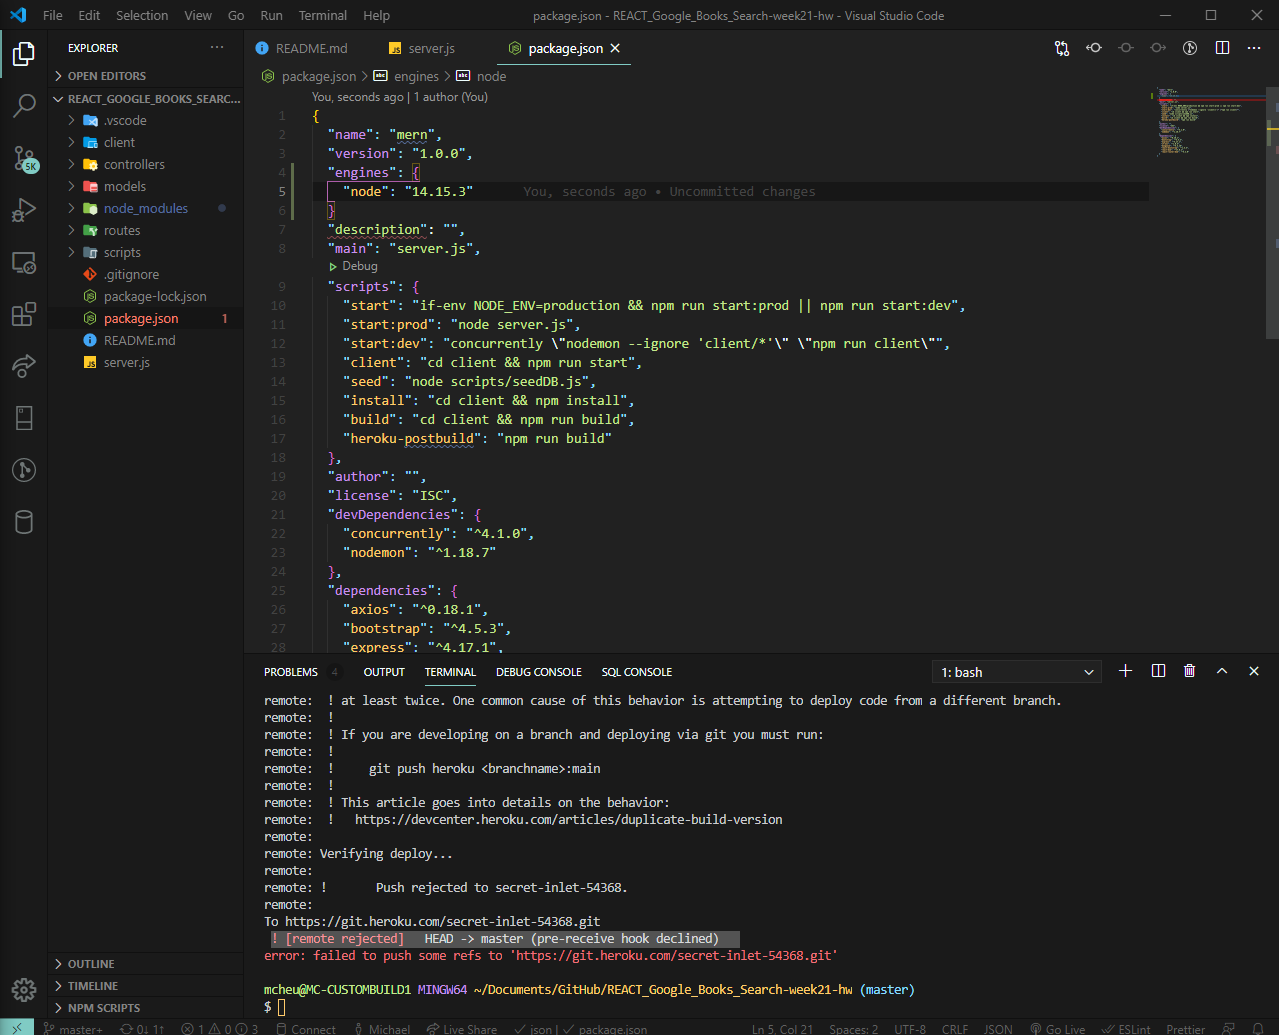 File Edit Selection View Go Run Terminal Help package.json - REACT_Google_Books_Search-week21-hw - Visual Studio Code
EXPLORER
OPEN EDITORS
REACT_GOOGLE_BOOKS_SEARC...
.vscode
client
controllers
models
node_modules
routes
scripts
.gitignore
package-lock.json
package.json 1
README.md
server.js
OUTLINE
TIMELINE
NPM SCRIPTS
5K
README.md server.js package.json
package.json > engines > node
You, seconds ago | 1 author (You)
1 {
2 "name": "mern",
3 "version": "1.0.0",
4 "engines": {
5 "node": "14.15.3" You, seconds ago • Uncommitted changes
6 }
7 "description": "",
8 "main": "server.js",
Debug
9 "scripts": {
10 "start": "if-env NODE_ENV=production && npm run start:prod || npm run start:dev",
11 "start:prod": "node server.js",
12 "start:dev": "concurrently \"nodemon --ignore 'client/*'\" \"npm run client\"",
13 "client": "cd client && npm run start",
14 "seed": "node scripts/seedDB.js",
15 "install": "cd client && npm install",
16 "build": "cd client && npm run build",
17 "heroku-postbuild": "npm run build"
18 },
19 "author": "",
20 "license": "ISC",
21 "devDependencies": {
22 "concurrently": "^4.1.0",
23 "nodemon": "^1.18.7"
24 },
25 "dependencies": {
26 "axios": "^0.18.1",
27 "bootstrap": "^4.5.3",
28 "express": "^4.17.1",
PROBLEMS 4 OUTPUT TERMINAL DEBUG CONSOLE SQL CONSOLE 1: bash
remote: ! at least twice. One common cause of this behavior is attempting to deploy code from a different branch.
remote: !
remote: ! If you are developing on a branch and deploying via git you must run:
remote: !
remote: ! git push heroku <branchname>:main
remote: !
remote: ! This article goes into details on the behavior:
remote: ! https://devcenter.heroku.com/articles/duplicate-build-version
remote:
remote: Verifying deploy...
remote:
remote: ! Push rejected to secret-inlet-54368.
remote:
To https://git.heroku.com/secret-inlet-54368.git
! [remote rejected] HEAD -> master (pre-receive hook declined)
error: failed to push some refs to 'https://git.heroku.com/secret-inlet-54368.git'
mcheu@MC-CUSTOMBUILD1 MINGW64 ~/Documents/GitHub/REACT_Google_Books_Search-week21-hw (master)
$
master+ 0↓ 1↑ 1 0 3 Connect Michael Live Share json | package.json Ln 5, Col 21 Spaces: 2 UTF-8 CRLF JSON Go Live ESLint Prettier